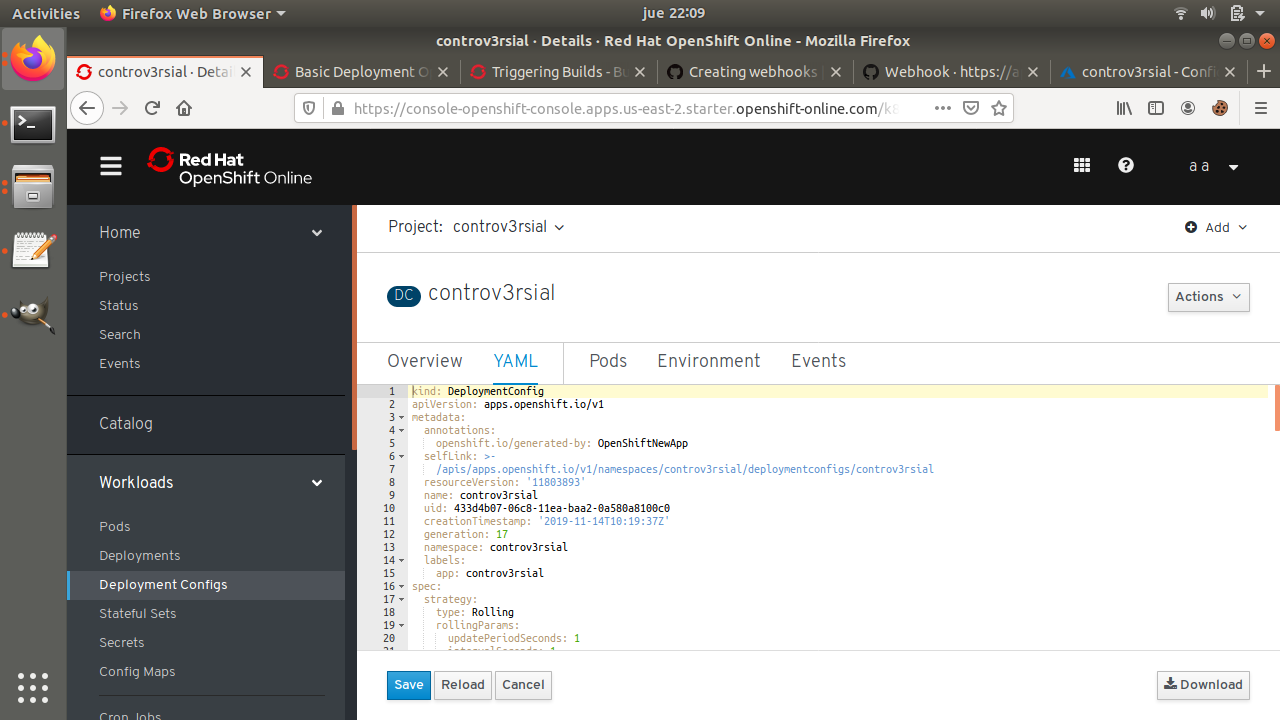 Activities
Firefox Web Browser
jue 22:09
controv3rsial · Details · Red Hat OpenShift Online - Mozilla Firefox
controv3rsial · Detai
Basic Deployment O
Triggering Builds - Bu
Creating webhooks |
Webhook · https://a
controv3rsial - Confi
https://console-openshift-console.apps.us-east-2.starter.openshift-online.com/k8
Red Hat
OpenShift Online
a a
Home
Projects
Status
Search
Events
Catalog
Workloads
Pods
Deployments
Deployment Configs
Stateful Sets
Secrets
Config Maps
Cron Jobs
Project: controv3rsial
Add
DC controv3rsial
Actions
Overview YAML Pods Environment Events
1 kind: DeploymentConfig
2 apiVersion: apps.openshift.io/v1
3 metadata:
4 annotations:
5 openshift.io/generated-by: OpenShiftNewApp
6 selfLink: >-
7 /apis/apps.openshift.io/v1/namespaces/controv3rsial/deploymentconfigs/controv3rsial
8 resourceVersion: '11803893'
9 name: controv3rsial
10 uid: 433d4b07-06c8-11ea-baa2-0a580a8100c0
11 creationTimestamp: '2019-11-14T10:19:37Z'
12 generation: 17
13 namespace: controv3rsial
14 labels:
15 app: controv3rsial
16 spec:
17 strategy:
18 type: Rolling
19 rollingParams:
20 updatePeriodSeconds: 1
21 intervalSeconds: 1
Save Reload Cancel
Download